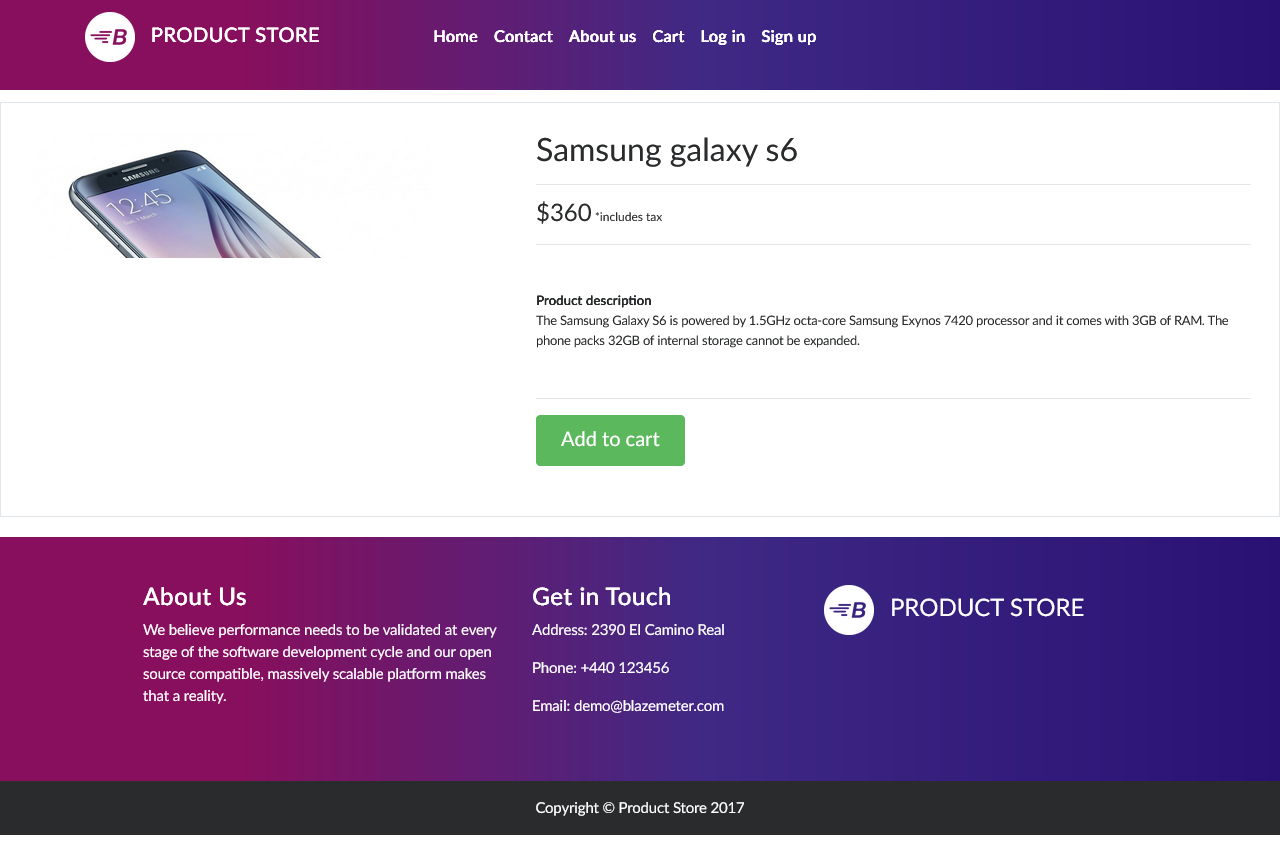 B PRODUCT STORE
Home Contact About us Cart Log in Sign up
SAMSUNG
12:45
Samsung galaxy s6
$360 *includes tax
Product description
The Samsung Galaxy S6 is powered by 1.5GHz octa-core Samsung Exynos 7420 processor and it comes with 3GB of RAM. The
phone packs 32GB of internal storage cannot be expanded.
Add to cart
About Us
We believe performance needs to be validated at every
stage of the software development cycle and our open
source compatible, massively scalable platform makes
that a reality.
Get in Touch
Address: 2390 El Camino Real
Phone: +440 123456
Email: demo@blazemeter.com
B PRODUCT STORE
Copyright © Product Store 2017